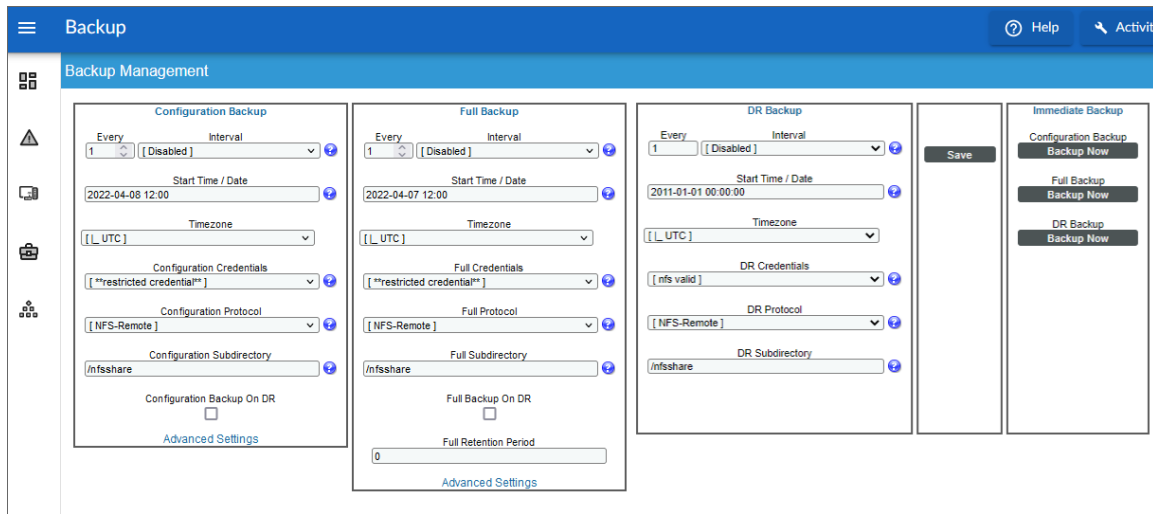 Backup
Help
Activit
Backup Management
Configuration Backup
Every Interval
1 [ Disabled ]
Start Time / Date
2022-04-08 12:00
Timezone
[ |_ UTC ]
Configuration Credentials
[ **restricted credential** ]
Configuration Protocol
[ NFS-Remote ]
Configuration Subdirectory
/nfsshare
Configuration Backup On DR
Advanced Settings
Full Backup
Every Interval
1 [ Disabled ]
Start Time / Date
2022-04-07 12:00
Timezone
[ |_ UTC ]
Full Credentials
[ **restricted credential** ]
Full Protocol
[ NFS-Remote ]
Full Subdirectory
/nfsshare
Full Backup On DR
Full Retention Period
0
Advanced Settings
DR Backup
Every Interval
1 [ Disabled ]
Start Time / Date
2011-01-01 00:00:00
Timezone
[ |_ UTC ]
DR Credentials
[ nfs valid ]
DR Protocol
[ NFS-Remote ]
DR Subdirectory
/nfsshare
Save
Immediate Backup
Configuration Backup
Backup Now
Full Backup
Backup Now
DR Backup
Backup Now